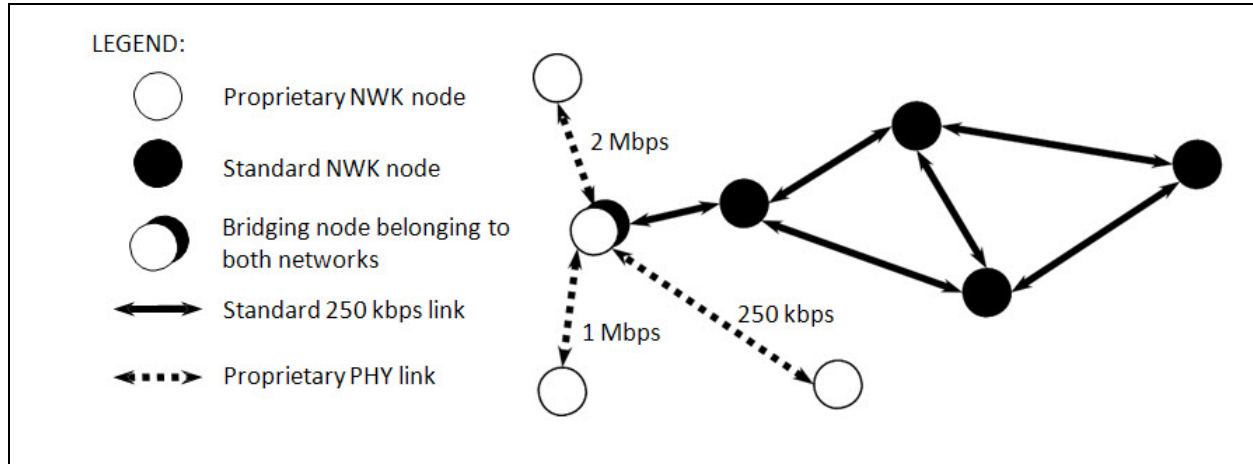 LEGEND:
Proprietary NWK node
Standard NWK node
Bridging node belonging to
both networks
Standard 250 kbps link
Proprietary PHY link
2 Mbps
1 Mbps
250 kbps